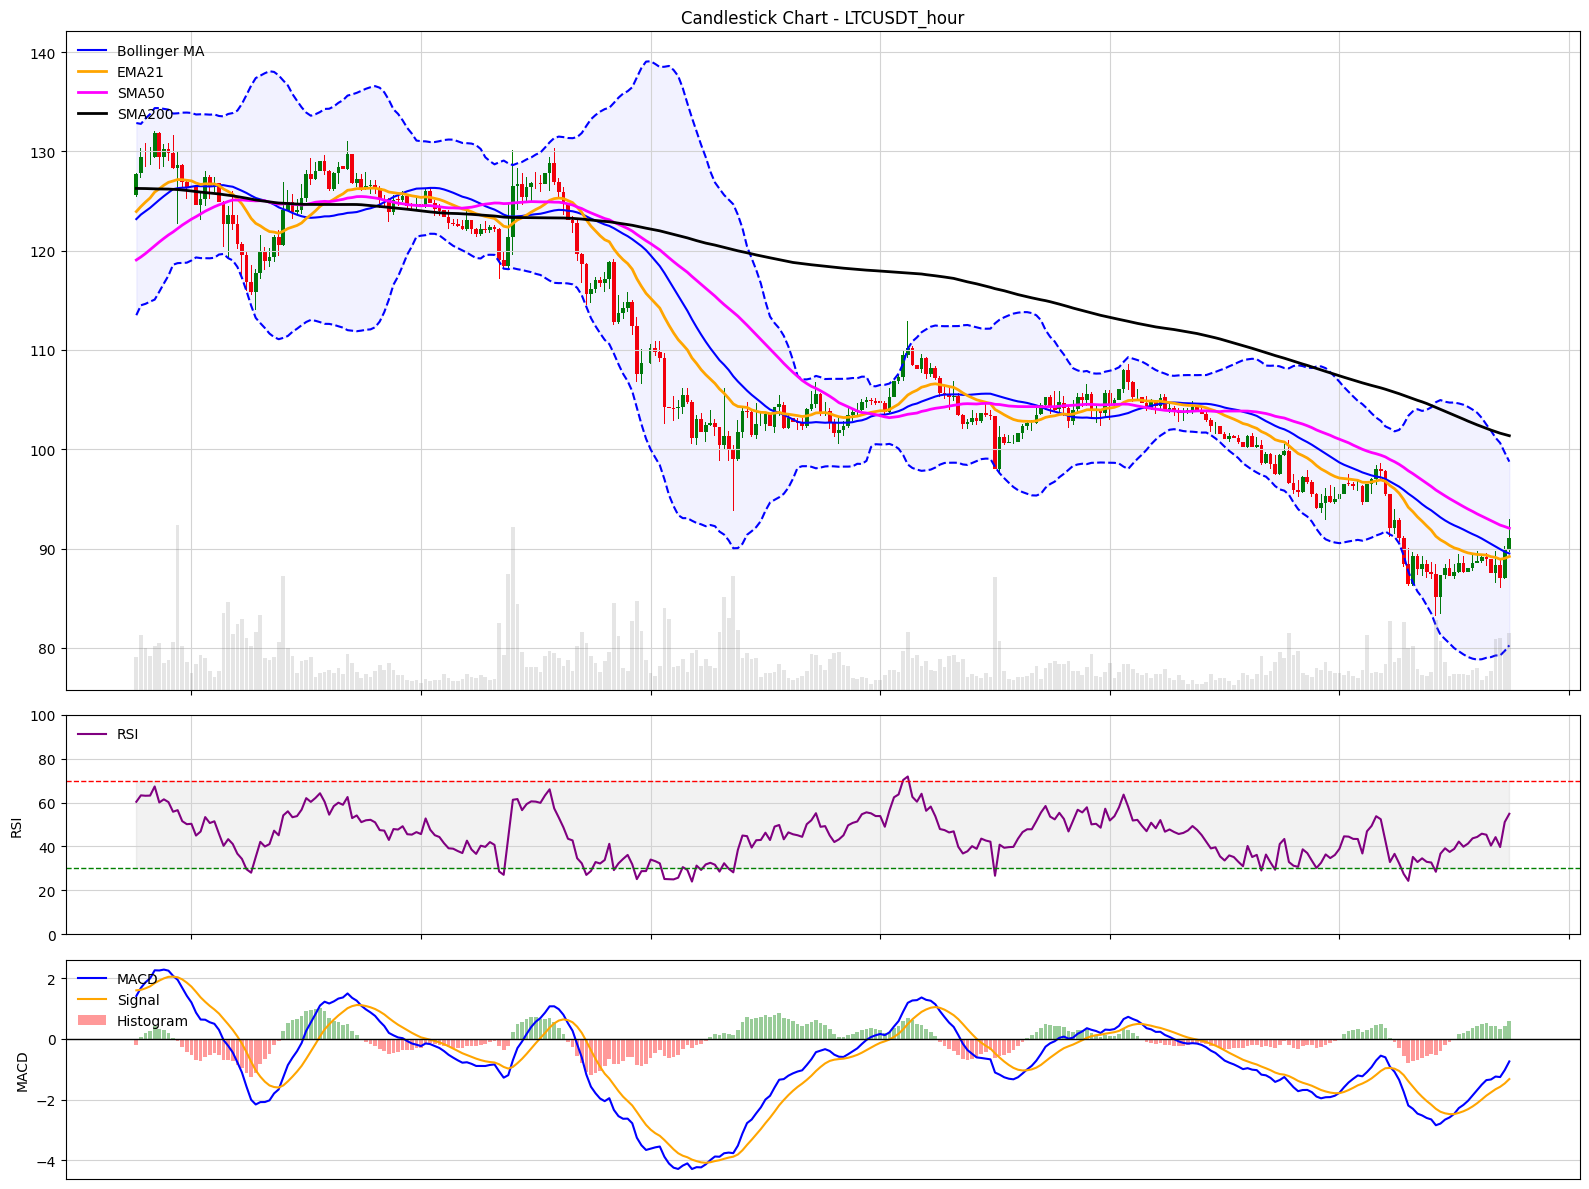 Candlestick Chart - LTCUSDT_hour
140
130
120
110
100
90
80
Bollinger MA
EMA21
SMA50
SMA200
100
80
60
40
20
0
RSI
RSI
2
0
−2
−4
MACD
MACD
Signal
Histogram